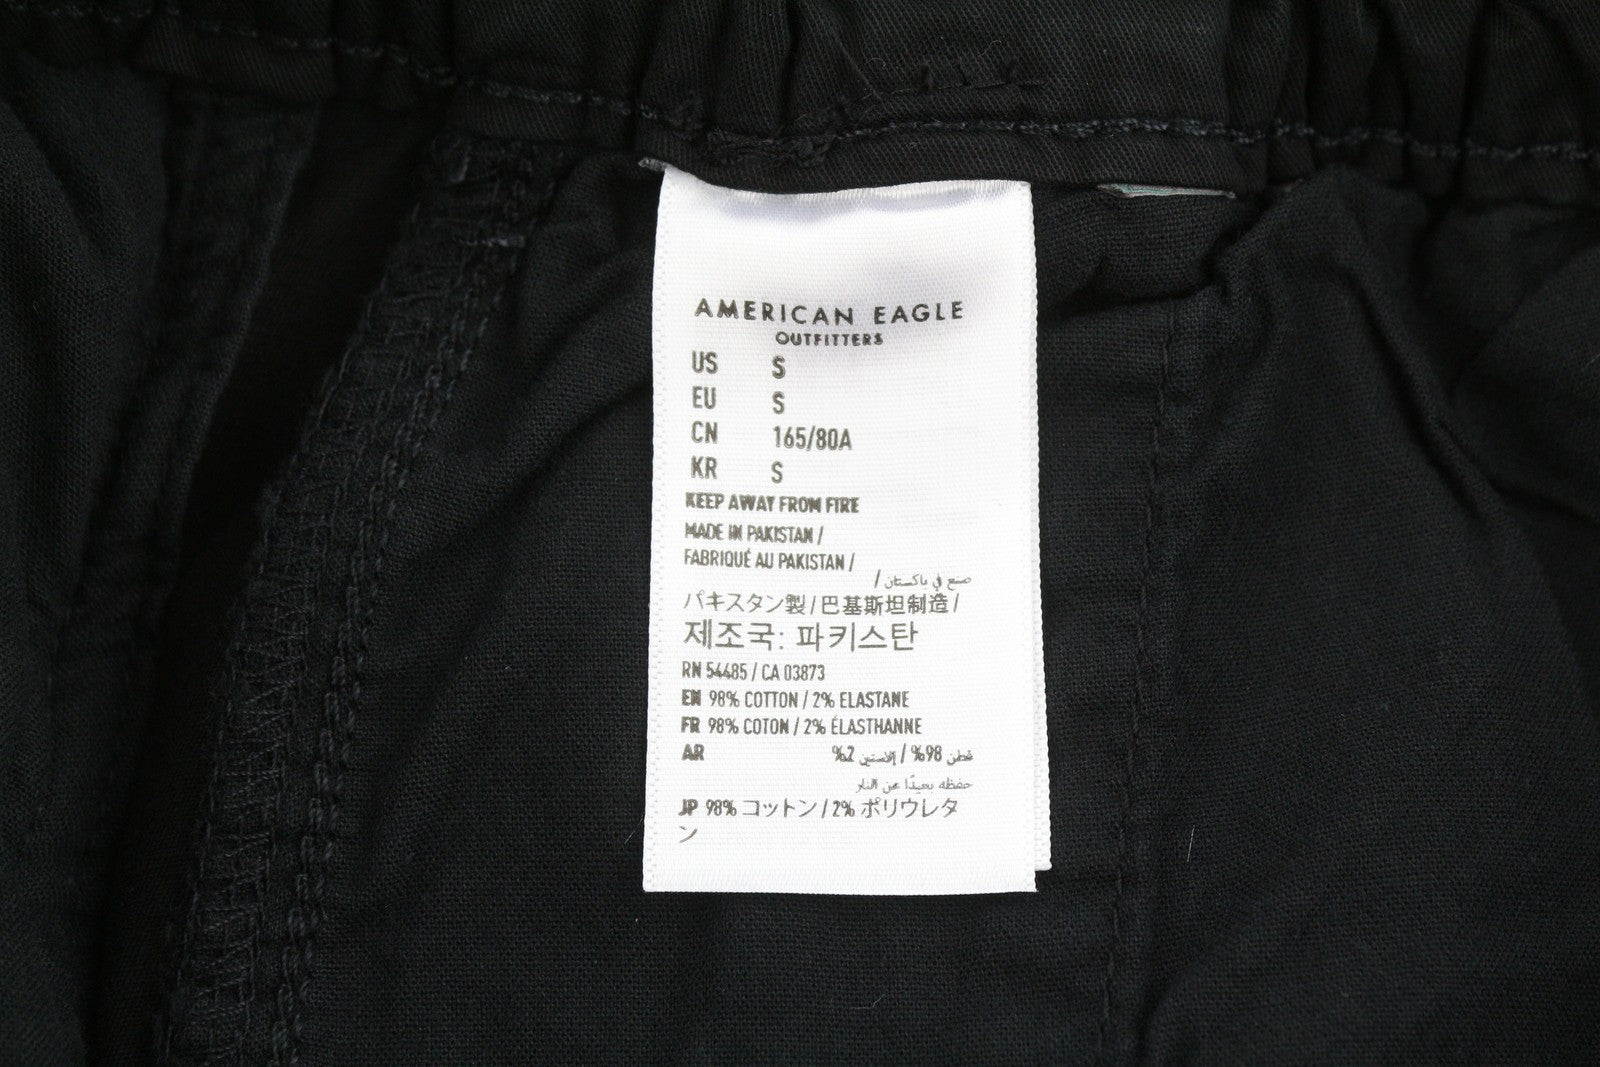 AMERICAN EAGLE
OUTFITTERS
US S
EU S
CN 165/80A
KR S
KEEP AWAY FROM FIRE
MADE IN PAKISTAN /
FABRIQUÉ AU PAKISTAN /
صنع في باكستان /
パキスタン製 / 巴基斯坦制造 /
제조국: 파키스탄
RN 54485 / CA 03873
EN 98% COTTON / 2% ELASTANE
FR 98% COTON / 2% ÉLASTHANNE
AR قطن 98% / إلاستين 2%
حفظه بعيدًا عن النار
JP 98% コットン / 2% ポリウレタ
ン